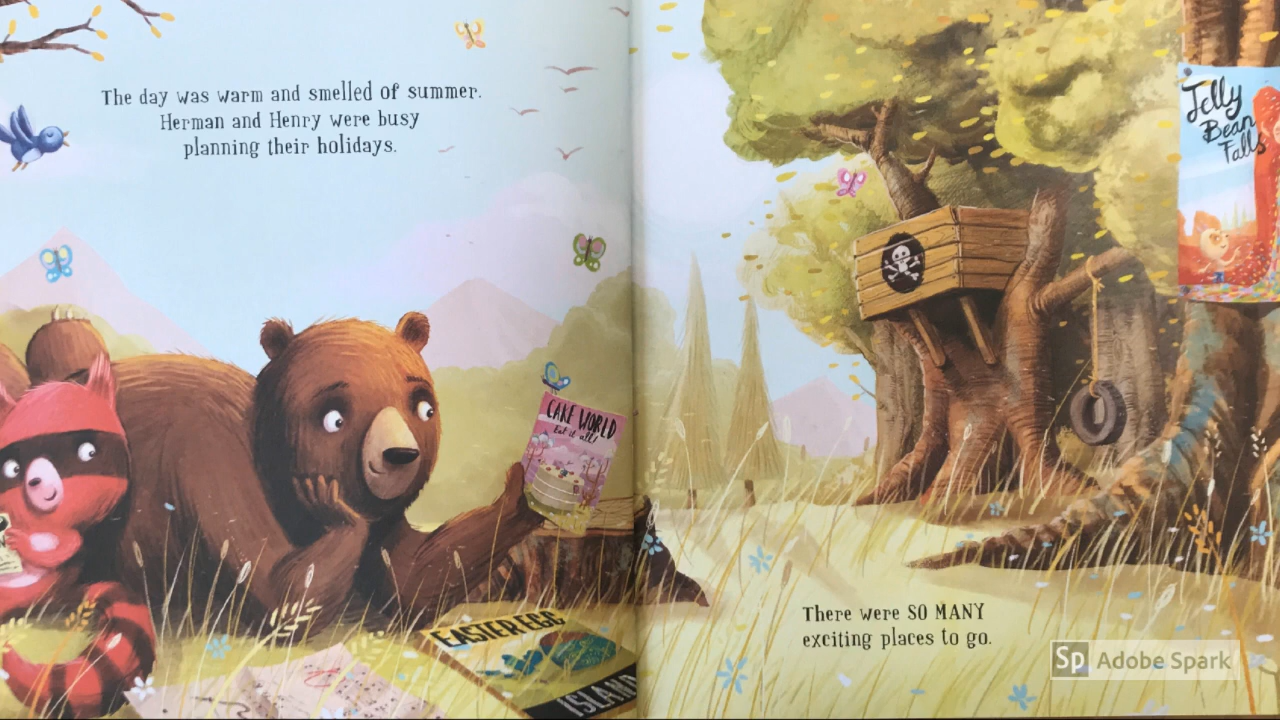 The day was warm and smelled of summer.
Herman and Henry were busy
planning their holidays.
CAKE WORLD
Eat it all!
EASTER EGG
ISLAND
Jelly
Bean
Falls
There were SO MANY
exciting places to go.
Sp Adobe Spark